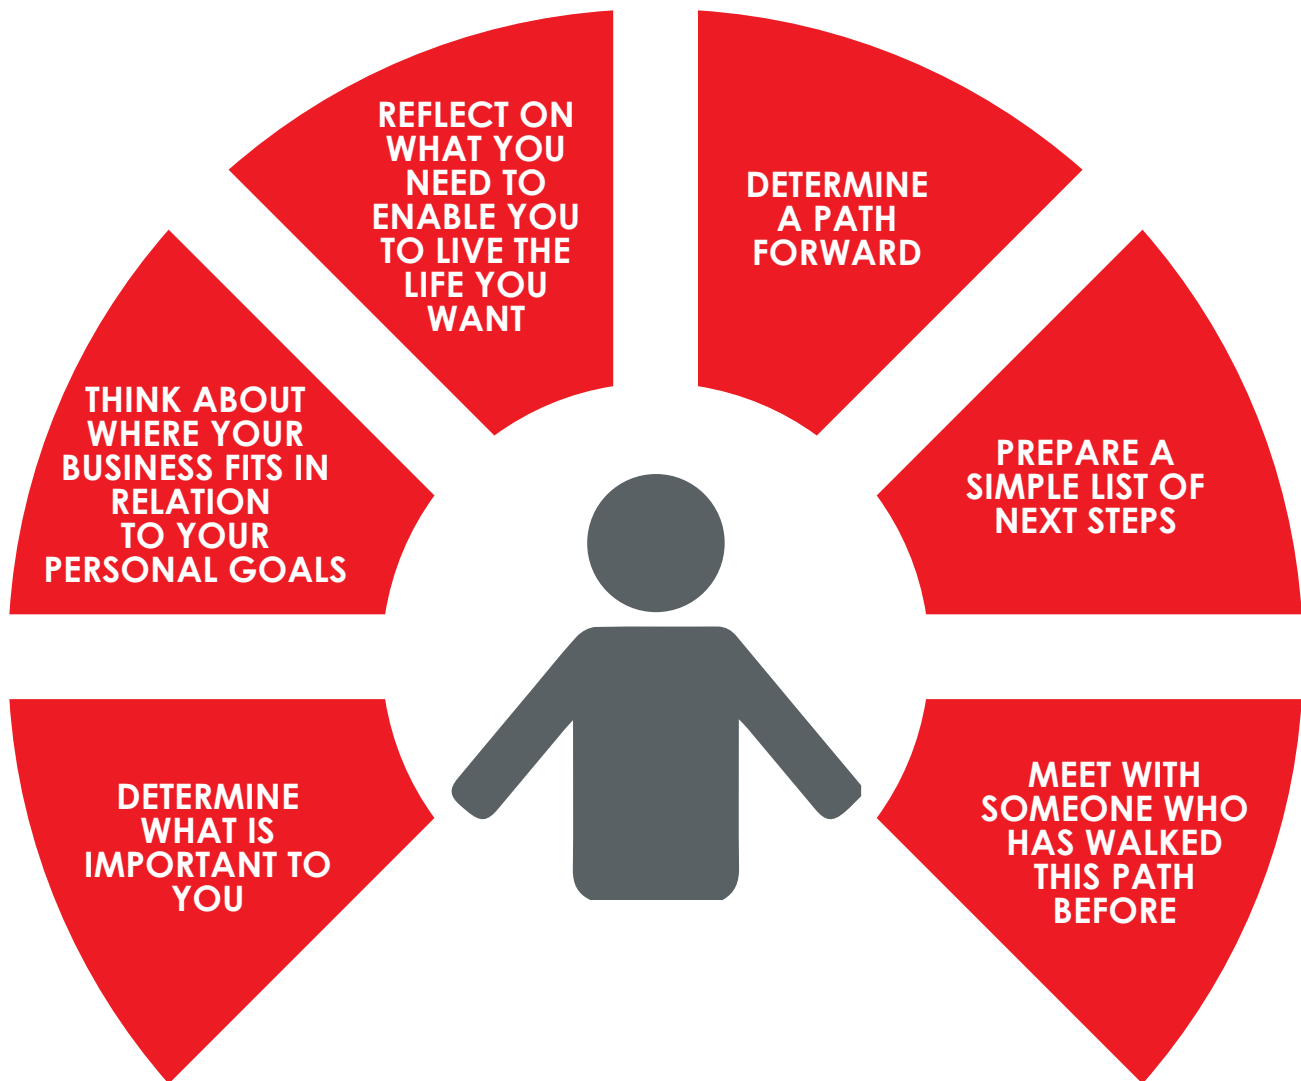 REFLECT ON
WHAT YOU
NEED TO
ENABLE YOU
TO LIVE THE
LIFE YOU
WANT
DETERMINE
A PATH
FORWARD
THINK ABOUT
WHERE YOUR
BUSINESS FITS IN
RELATION
TO YOUR
PERSONAL GOALS
PREPARE A
SIMPLE LIST OF
NEXT STEPS
DETERMINE
WHAT IS
IMPORTANT TO
YOU
MEET WITH
SOMEONE WHO
HAS WALKED
THIS PATH
BEFORE